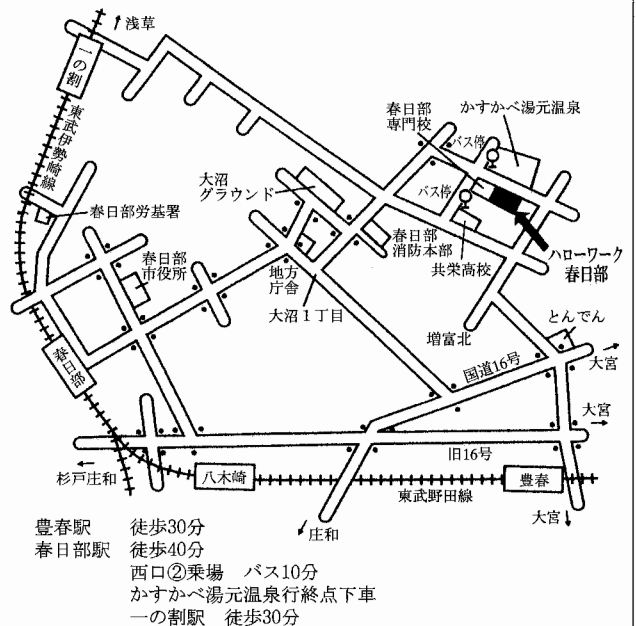 浅草
一の割
東武伊勢崎線
春日部労基署
春日部
専門校
かすかべ湯元温泉
バス停
大沼
グラウンド
バス停
春日部
消防本部
共栄高校
ハローワーク
春日部
春日部
市役所
地方
庁舎
大沼1丁目
増富北
とんでん
春日部
国道16号
大宮
大宮
旧16号
杉戸庄和
八木崎
東武野田線
豊春
庄和
大宮
豊春駅 徒歩30分
春日部駅 徒歩40分
西口②乗場 バス10分
かすかべ湯元温泉行終点下車
一の割駅 徒歩30分